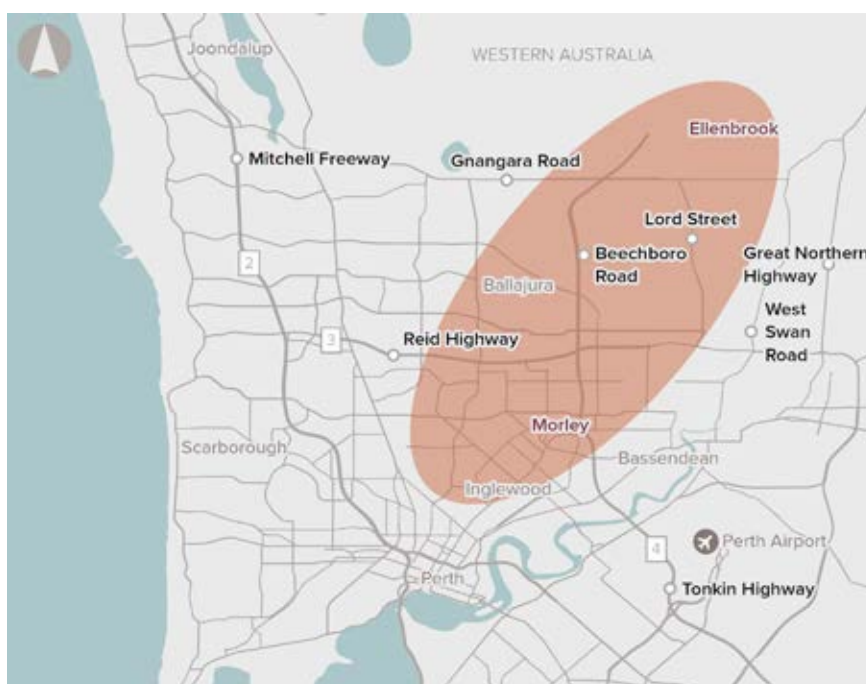 Joondalup
WESTERN AUSTRALIA
Ellenbrook
Mitchell Freeway
Gnangara Road
Lord Street
Beechboro
Road
Great Northern
Highway
2
Ballajura
West
Swan
Road
3
Reid Highway
Morley
Scarborough
Bassendean
Inglewood
4
Perth Airport
Perth
Tonkin Highway